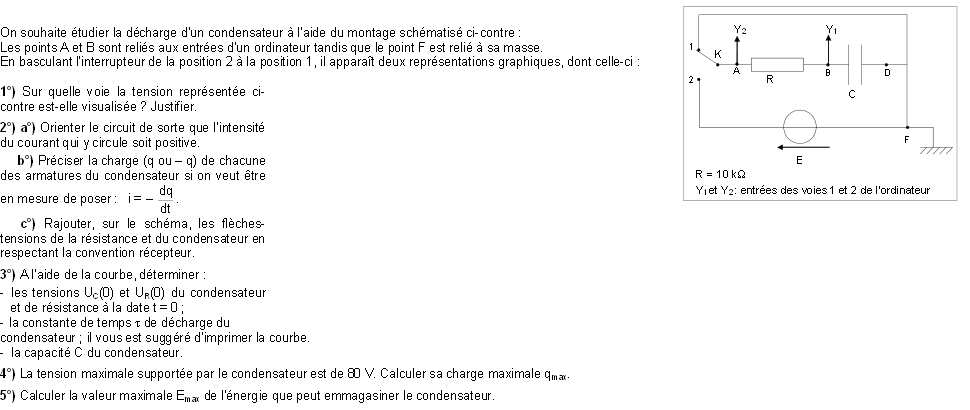 On souhaite étudier la décharge d'un condensateur à l'aide du montage schématisé ci-contre :
Les points A et B sont reliés aux entrées d'un ordinateur tandis que le point F est relié à sa masse.
En basculant l'interrupteur de la position 2 à la position 1, il apparaît deux représentations graphiques, dont celle-ci :
1°) Sur quelle voie la tension représentée ci-
contre est-elle visualisée ? Justifier.
2°) a°) Orienter le circuit de sorte que l'intensité
du courant qui y circule soit positive.
b°) Préciser la charge (q ou – q) de chacune
des armatures du condensateur si on veut être
en mesure de poser : i = – dq/dt .
c°) Rajouter, sur le schéma, les flèches-
tensions de la résistance et du condensateur en
respectant la convention récepteur.
3°) A l'aide de la courbe, déterminer :
- les tensions UC(0) et UR(0) du condensateur
et de résistance à la date t = 0 ;
- la constante de temps τ de décharge du
condensateur ; il vous est suggéré d'imprimer la courbe.
- la capacité C du condensateur.
4°) La tension maximale supportée par le condensateur est de 80 V. Calculer sa charge maximale qmax.
5°) Calculer la valeur maximale Emax de l'énergie que peut emmagasiner le condensateur.
Y2 Y1
1 K
A R B C D
2
E F
R = 10 kΩ
Y1 et Y2 : entrées des voies 1 et 2 de l'ordinateur